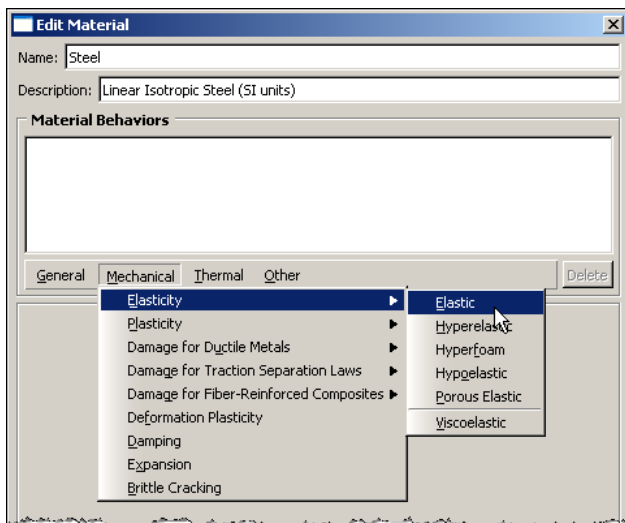 Edit Material
Name: Steel
Description: Linear Isotropic Steel (SI units)
Material Behaviors
General Mechanical Thermal Other Delete
Elasticity
Plasticity
Damage for Ductile Metals
Damage for Traction Separation Laws
Damage for Fiber-Reinforced Composites
Deformation Plasticity
Damping
Expansion
Brittle Cracking
Elastic
Hyperelastic
Hyperfoam
Hypoelastic
Porous Elastic
Viscoelastic